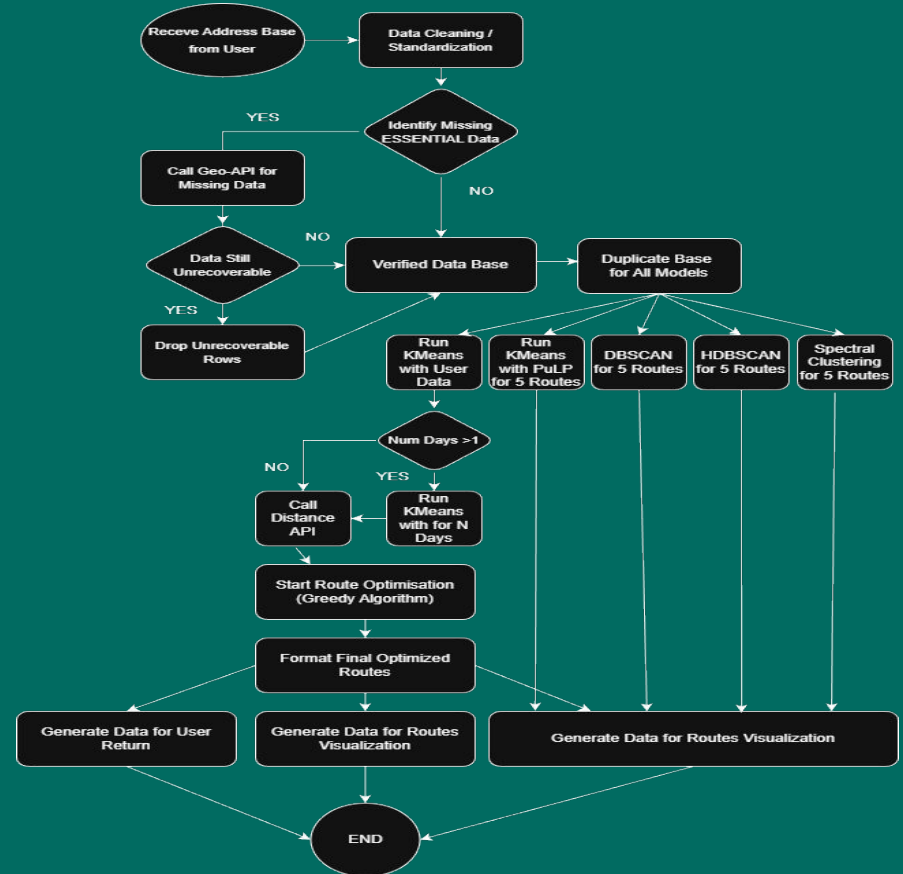 Receve Address Base
from User
Data Cleaning /
Standardization
YES
Identify Missing
ESSENTIAL Data
Call Geo-API for
Missing Data
NO
NO
Data Still
Unrecoverable
Verified Data Base
Duplicate Base
for All Models
YES
Drop Unrecoverable
Rows
Run
KMeans
with User
Data
Run
KMeans
with PuLP
for 5 Routes
DBSCAN
for 5 Routes
HDBSCAN
for 5 Routes
Spectral
Clustering
for 5 Routes
Num Days >1
NO
YES
Call
Distance
API
Run
KMeans
with for N
Days
Start Route Optimisation
(Greedy Algorithm)
Format Final Optimized
Routes
Generate Data for User
Return
Generate Data for Routes
Visualization
Generate Data for Routes Visualization
END